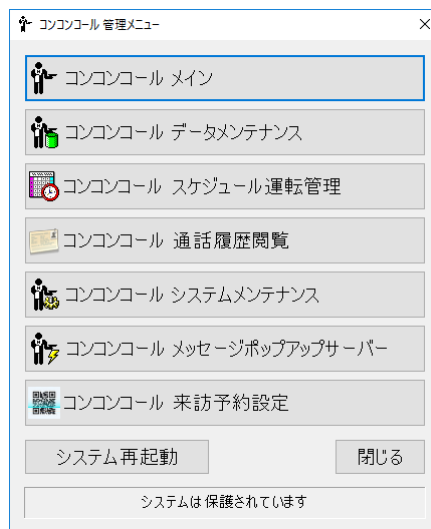 コンコンコール 管理メニュー
コンコンコール メイン
コンコンコール データメンテナンス
コンコンコール スケジュール運転管理
コンコンコール 通話履歴閲覧
コンコンコール システムメンテナンス
コンコンコール メッセージポップアップサーバー
コンコンコール 来訪予約設定
システム再起動
閉じる
システムは保護されています